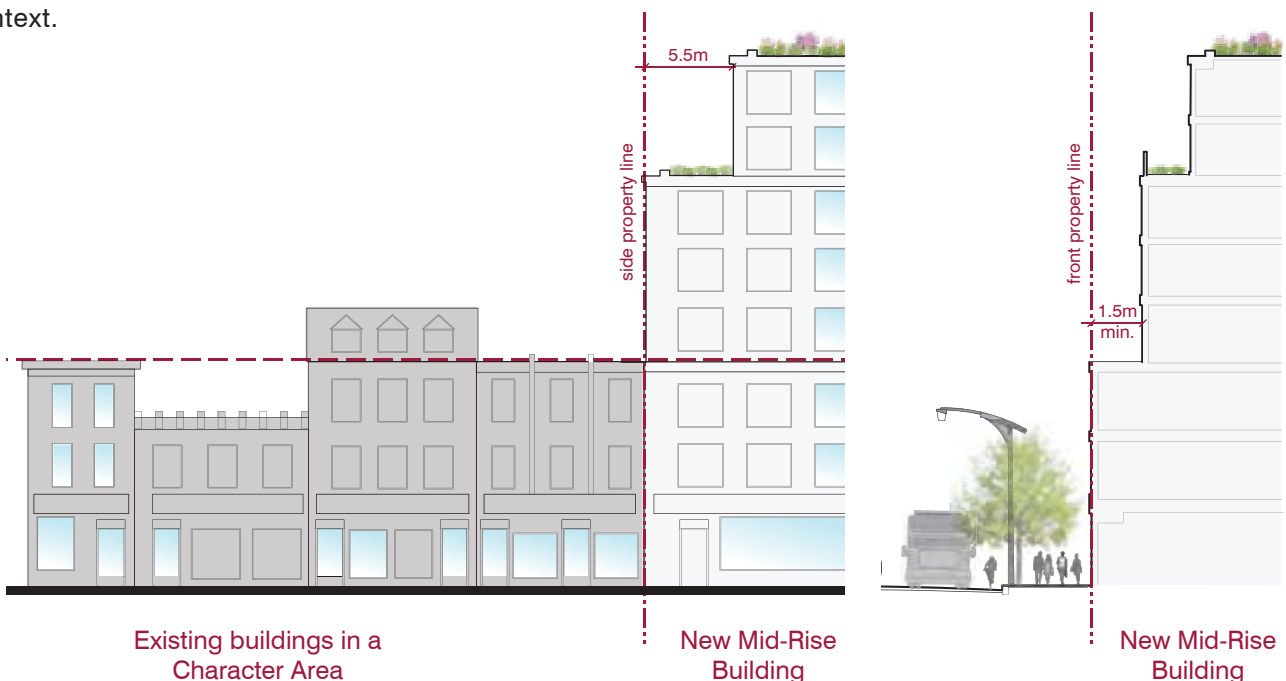 ntext.
5.5m
side property line
front property line
1.5m
min.
Existing buildings in a
Character Area
New Mid-Rise
Building
New Mid-Rise
Building